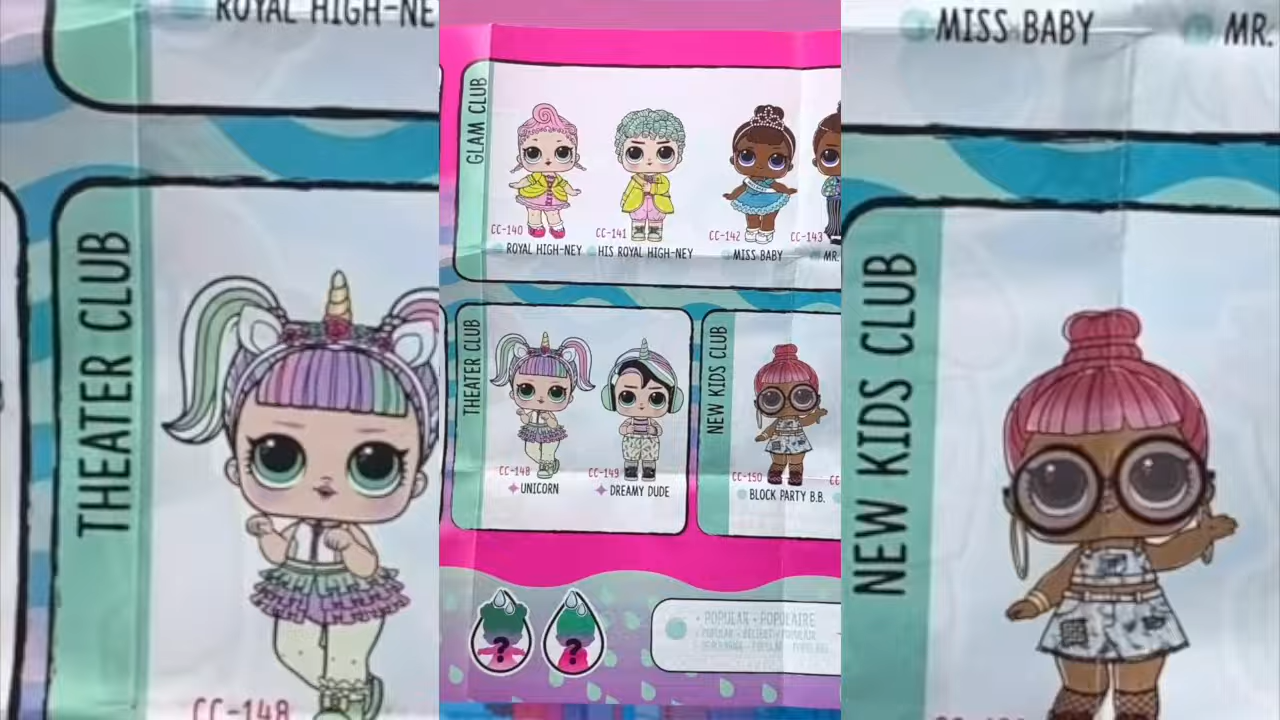 ROYAL HIGH-NE
THEATER CLUB
CC-148
GLAM CLUB
CC-140
CC-141
CC-142
CC-143
ROYAL HIGH-NEY
HIS ROYAL HIGH-NEY
MISS BABY
MR.
THEATER CLUB
CC-148
CC-149
UNICORN
DREAMY DUDE
NEW KIDS CLUB
CC-150
CC
BLOCK PARTY B.B.
? ?
• POPULAR • POPULAIRE
MISS BABY
MR.
NEW KIDS CLUB